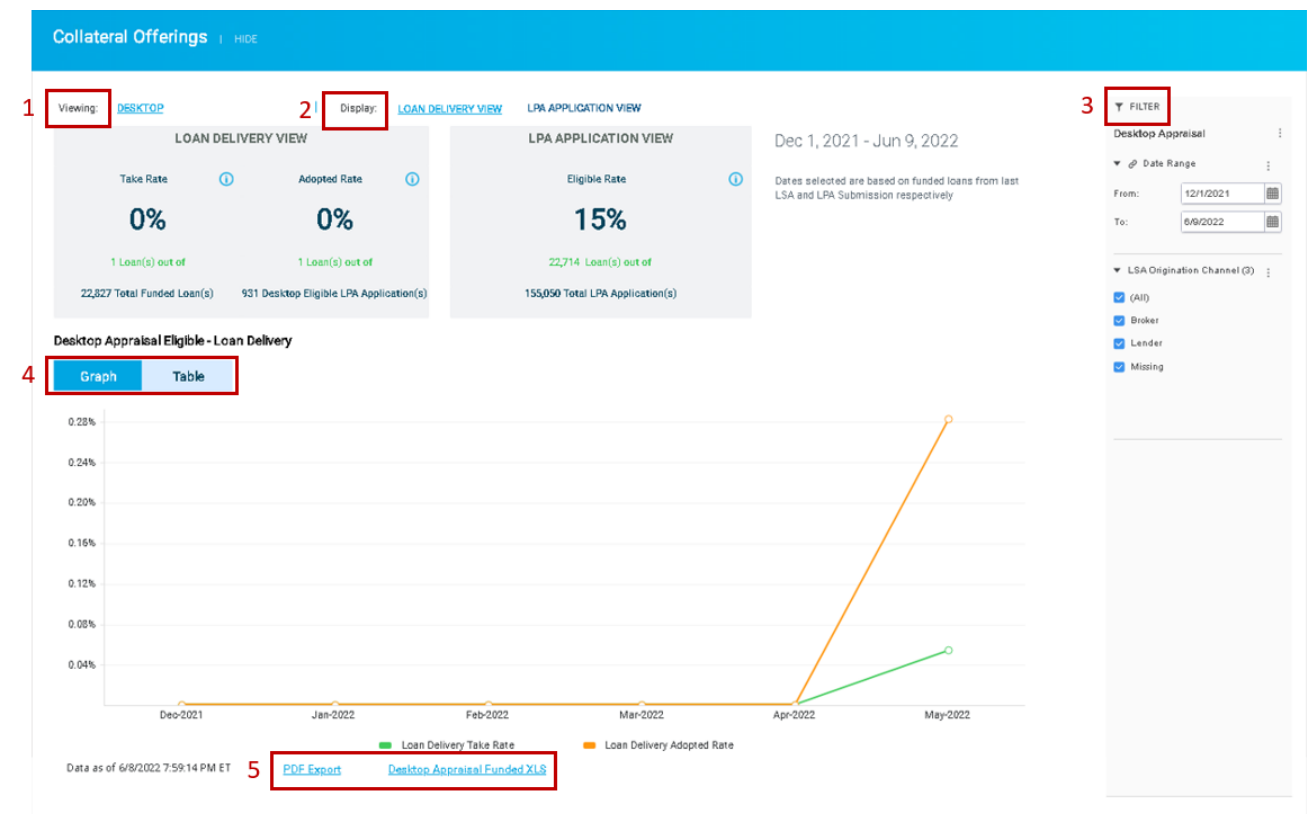 Collateral Offerings | HIDE
1 Viewing: DESKTOP | 2 Display: LOAN DELIVERY VIEW LPA APPLICATION VIEW
LOAN DELIVERY VIEW
Take Rate Adopted Rate
0% 0%
1 Loan(s) out of 1 Loan(s) out of
22,827 Total Funded Loan(s) 931 Desktop Eligible LPA Application(s)
LPA APPLICATION VIEW
Eligible Rate
15%
22,714 Loan(s) out of
155,050 Total LPA Application(s)
Dec 1, 2021 - Jun 9, 2022
Dates selected are based on funded loans from last
LSA and LPA Submission respectively
3 FILTER
Desktop Appraisal
Date Range
From: 12/1/2021
To: 6/9/2022
LSA Origination Channel (3)
(All)
Broker
Lender
Missing
Desktop Appraisal Eligible - Loan Delivery
4 Graph Table
0.28%
0.24%
0.20%
0.16%
0.12%
0.08%
0.04%
Dec-2021 Jan-2022 Feb-2022 Mar-2022 Apr-2022 May-2022
Loan Delivery Take Rate Loan Delivery Adopted Rate
Data as of 6/8/2022 7:59:14 PM ET 5 PDF Export Desktop Appraisal Funded XLS